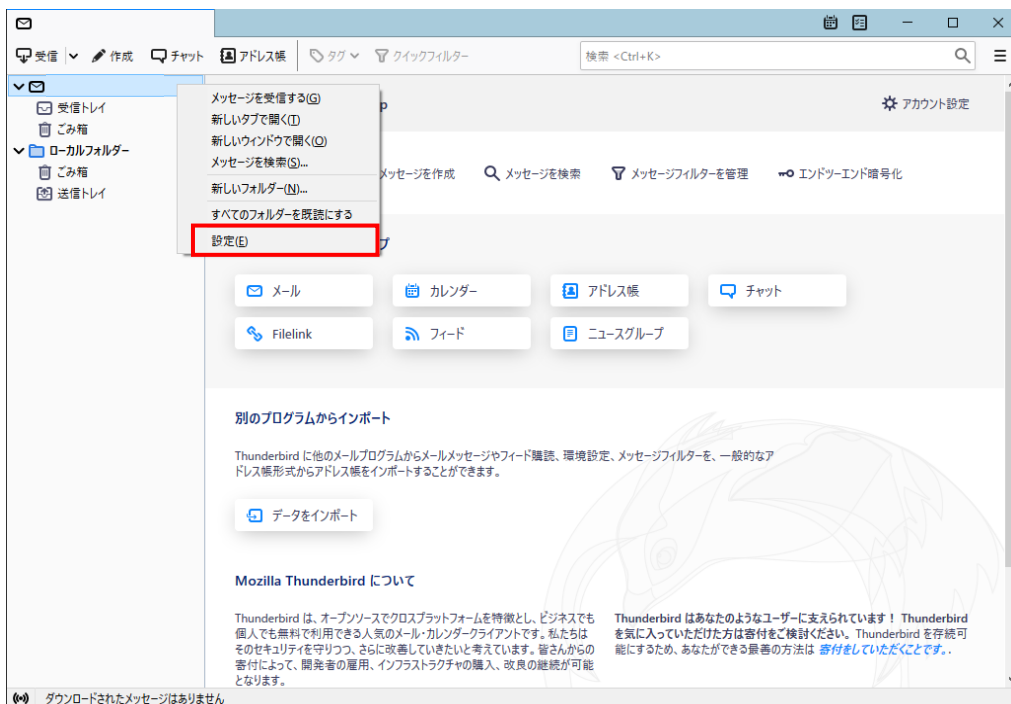 受信 作成 チャット アドレス帳 タグ クイックフィルター 検索 <Ctrl+K>
受信トレイ
ごみ箱
ローカルフォルダー
ごみ箱
送信トレイ
メッセージを受信する(G)
新しいタブで開く(T)
新しいウィンドウで開く(O)
メッセージを検索(S)...
新しいフォルダー(N)...
すべてのフォルダーを既読にする
設定(E)
p
アカウント設定
メッセージを作成 メッセージを検索 メッセージフィルターを管理 エンドツーエンド暗号化
プ
メール カレンダー アドレス帳 チャット
Filelink フィード ニュースグループ
別のプログラムからインポート
Thunderbird に他のメールプログラムからメールメッセージやフィード購読、環境設定、メッセージフィルターを、一般的なア
ドレス帳形式からアドレス帳をインポートすることができます。
データをインポート
Mozilla Thunderbird について
Thunderbird は、オープンソースでクロスプラットフォームを特徴とし、ビジネスでも
個人でも無料で利用できる人気のメール・カレンダークライアントです。私たちは
そのセキュリティを守りつつ、さらに改善していきたいと考えています。皆さんからの
寄付によって、開発者の雇用、インフラストラクチャの購入、改良の継続が可能
となります。
Thunderbird はあなたのようなユーザーに支えられています！ Thunderbird
を気に入っていただけた方は寄付をご検討ください。Thunderbird を存続可
能にするため、あなたができる最善の方法は 寄付をしていただくことです。.
ダウンロードされたメッセージはありません